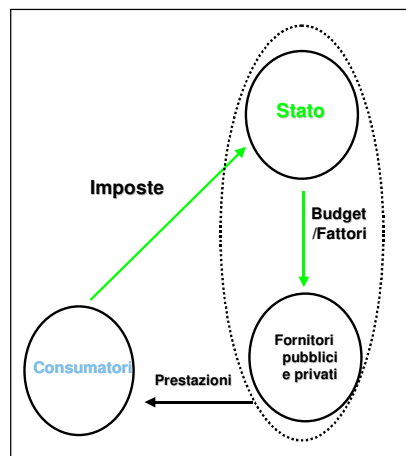 Stato
Imposte
Budget
/Fattori
Fornitori
pubblici
e privati
Consumatori
Prestazioni